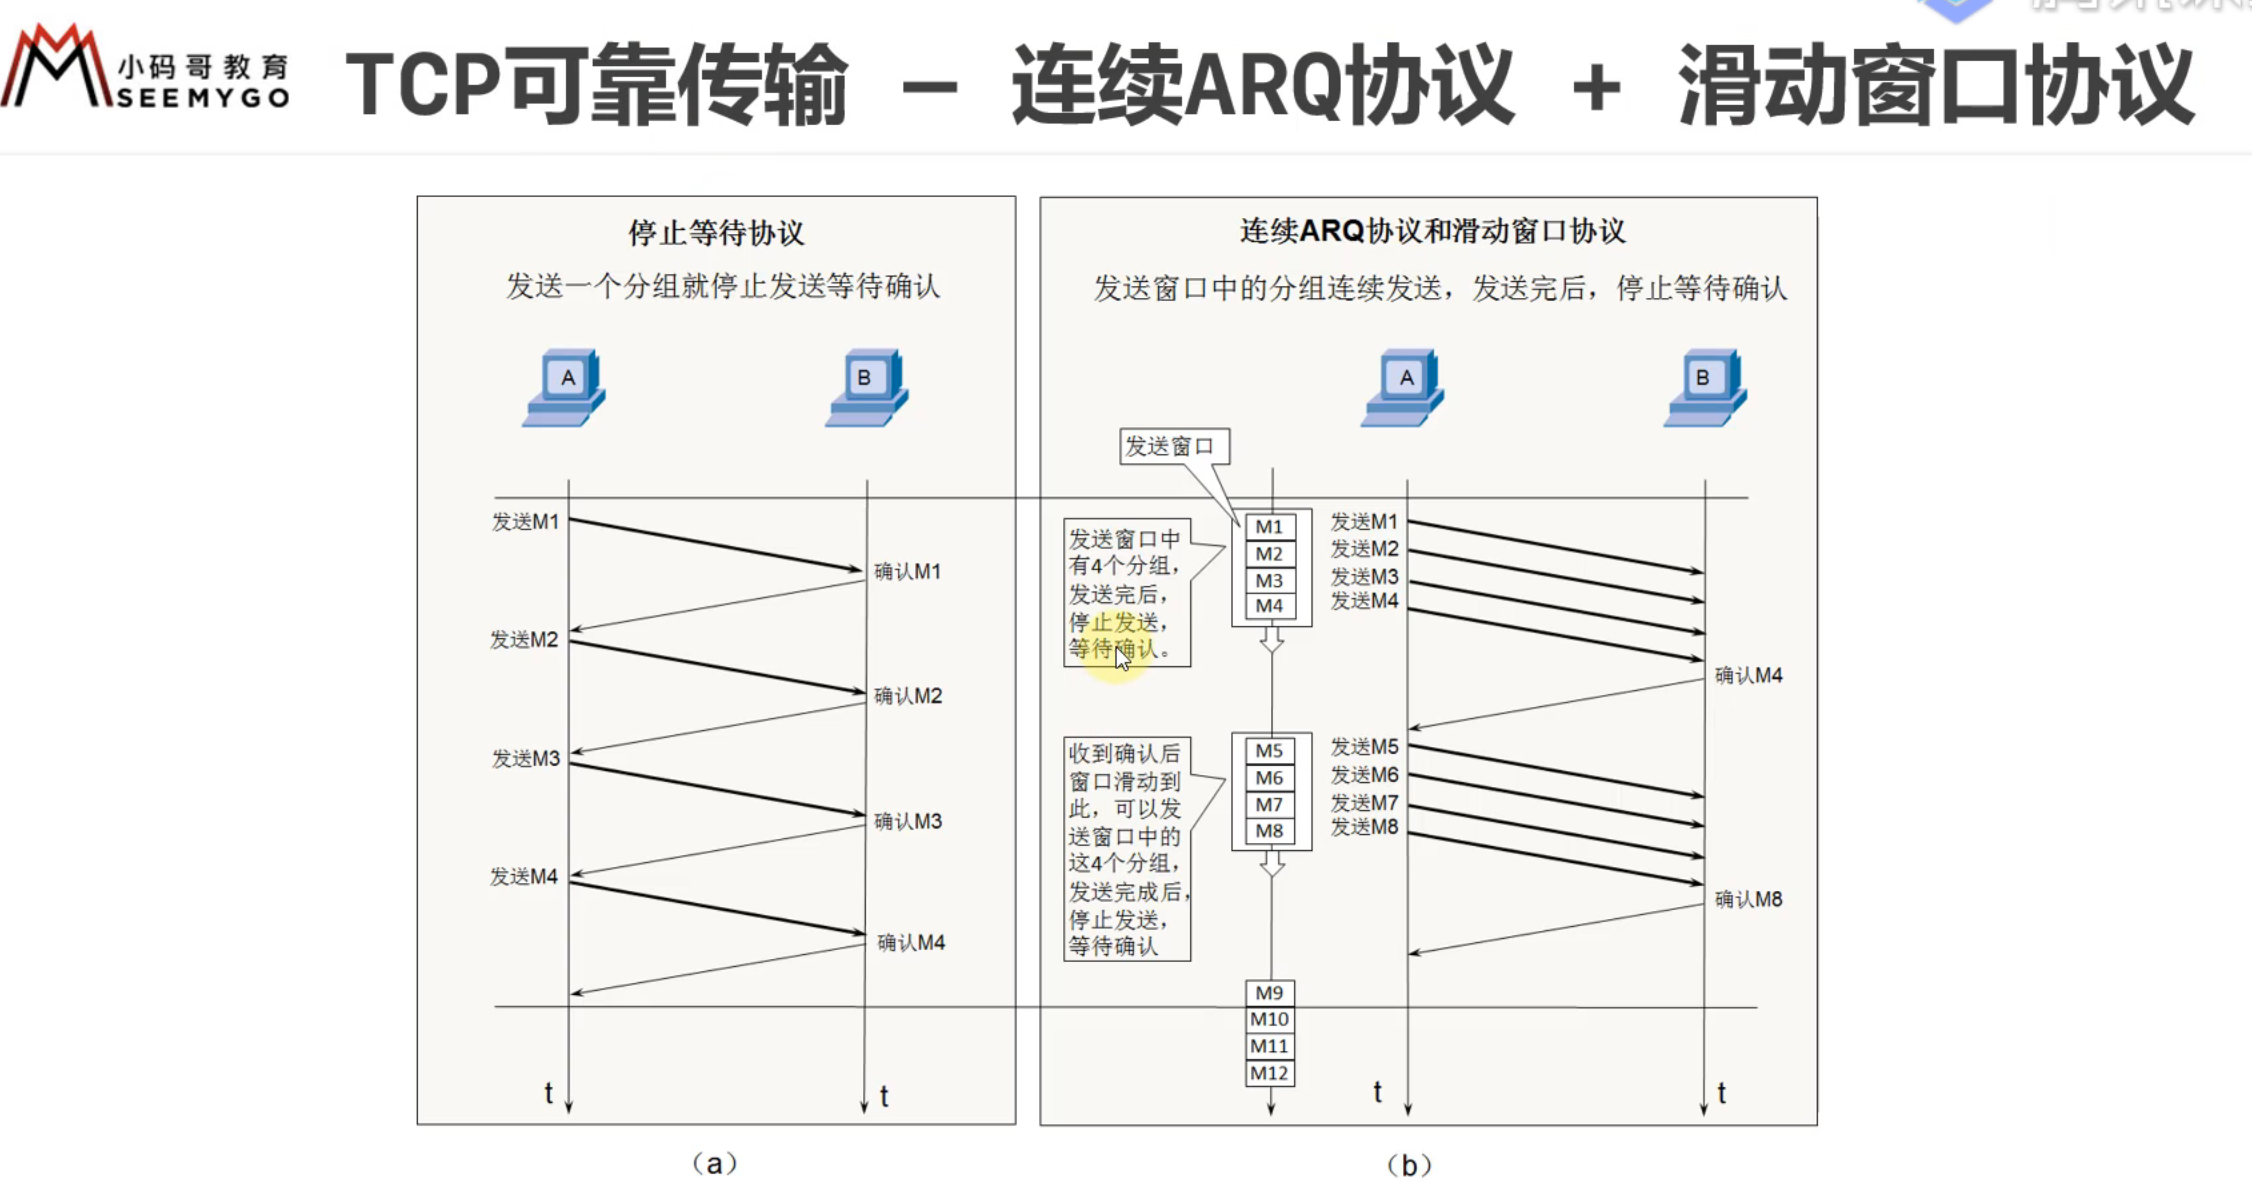 小码哥教育
SEEMYGO
TCP可靠传输 - 连续ARQ协议 + 滑动窗口协议
停止等待协议
发送一个分组就停止发送等待确认
A
B
发送M1
确认M1
发送M2
确认M2
发送M3
确认M3
发送M4
确认M4
t
t
(a)
连续ARQ协议和滑动窗口协议
发送窗口中的分组连续发送，发送完后，停止等待确认
A
B
发送窗口
发送窗口中
有4个分组，
发送完后，
停止发送，
等待确认。
M1
M2
M3
M4
发送M1
发送M2
发送M3
发送M4
确认M4
收到确认后
窗口滑动到
此，可以发
送窗口中的
这4个分组，
发送完成后，
停止发送，
等待确认
M5
M6
M7
M8
发送M5
发送M6
发送M7
发送M8
确认M8
M9
M10
M11
M12
t
t
(b)